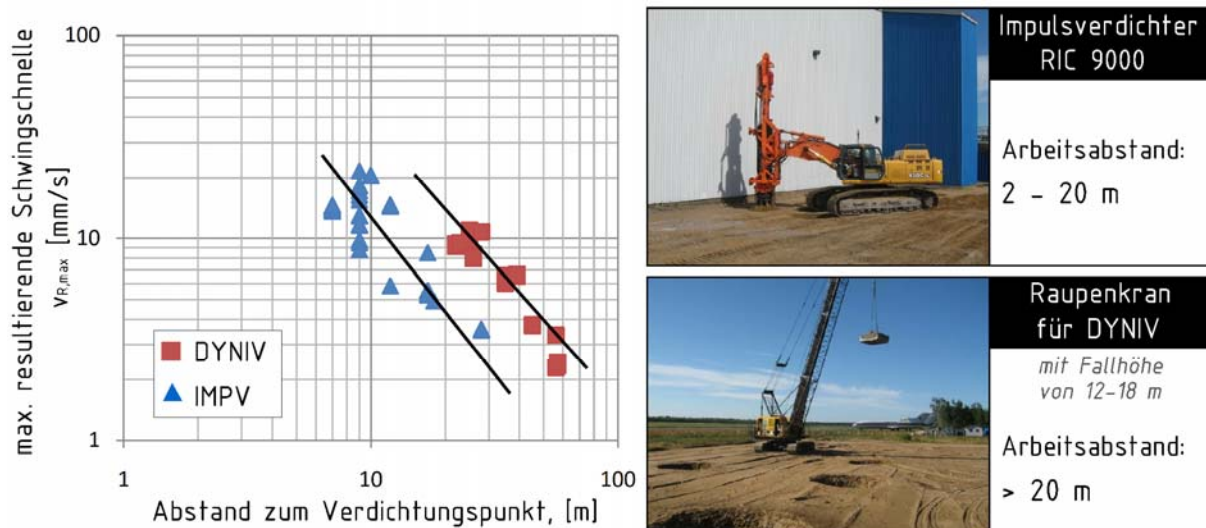 max. resultierende Schwingschnelle
v_R,max [mm/s]
100
10
1
DYNIV
IMPV
1
10
100
Abstand zum Verdichtungspunkt, [m]
Impulsverdichter
RIC 9000
Arbeitsabstand:
2 - 20 m
Raupenkran
für DYNIV
mit Fallhöhe
von 12-18 m
Arbeitsabstand:
> 20 m